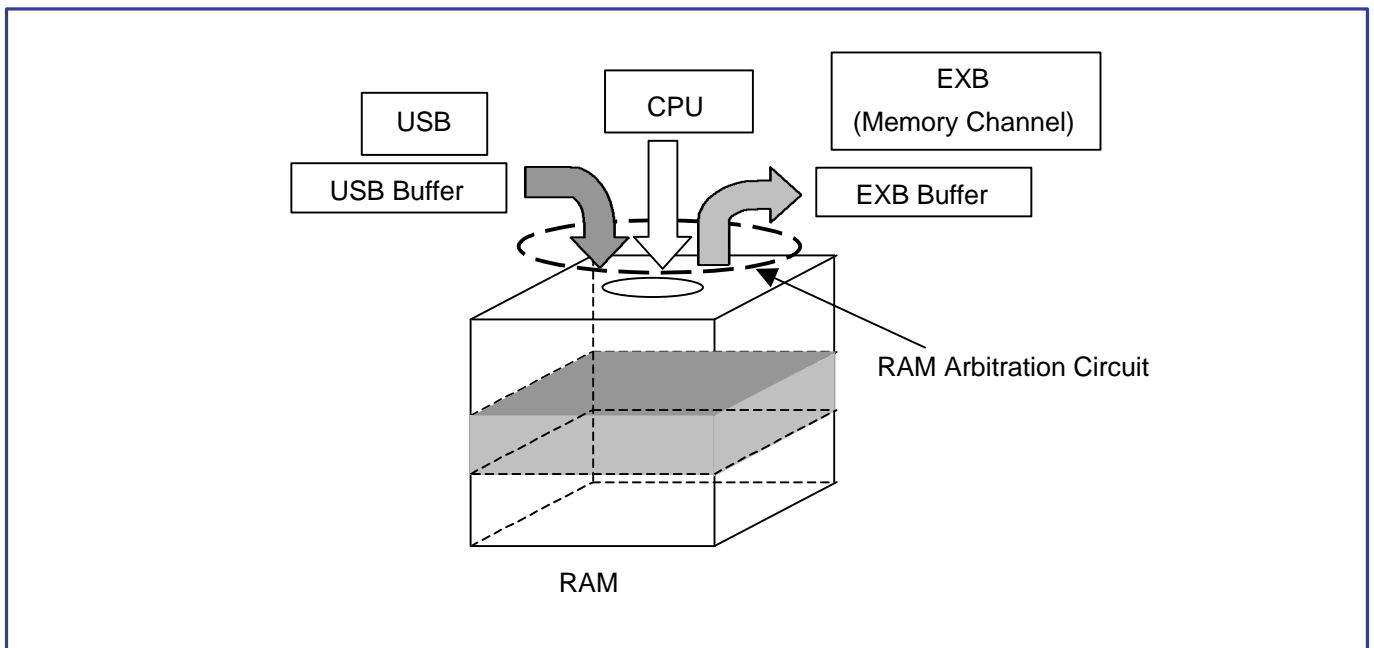 USB
USB Buffer
CPU
EXB
(Memory Channel)
EXB Buffer
RAM Arbitration Circuit
RAM